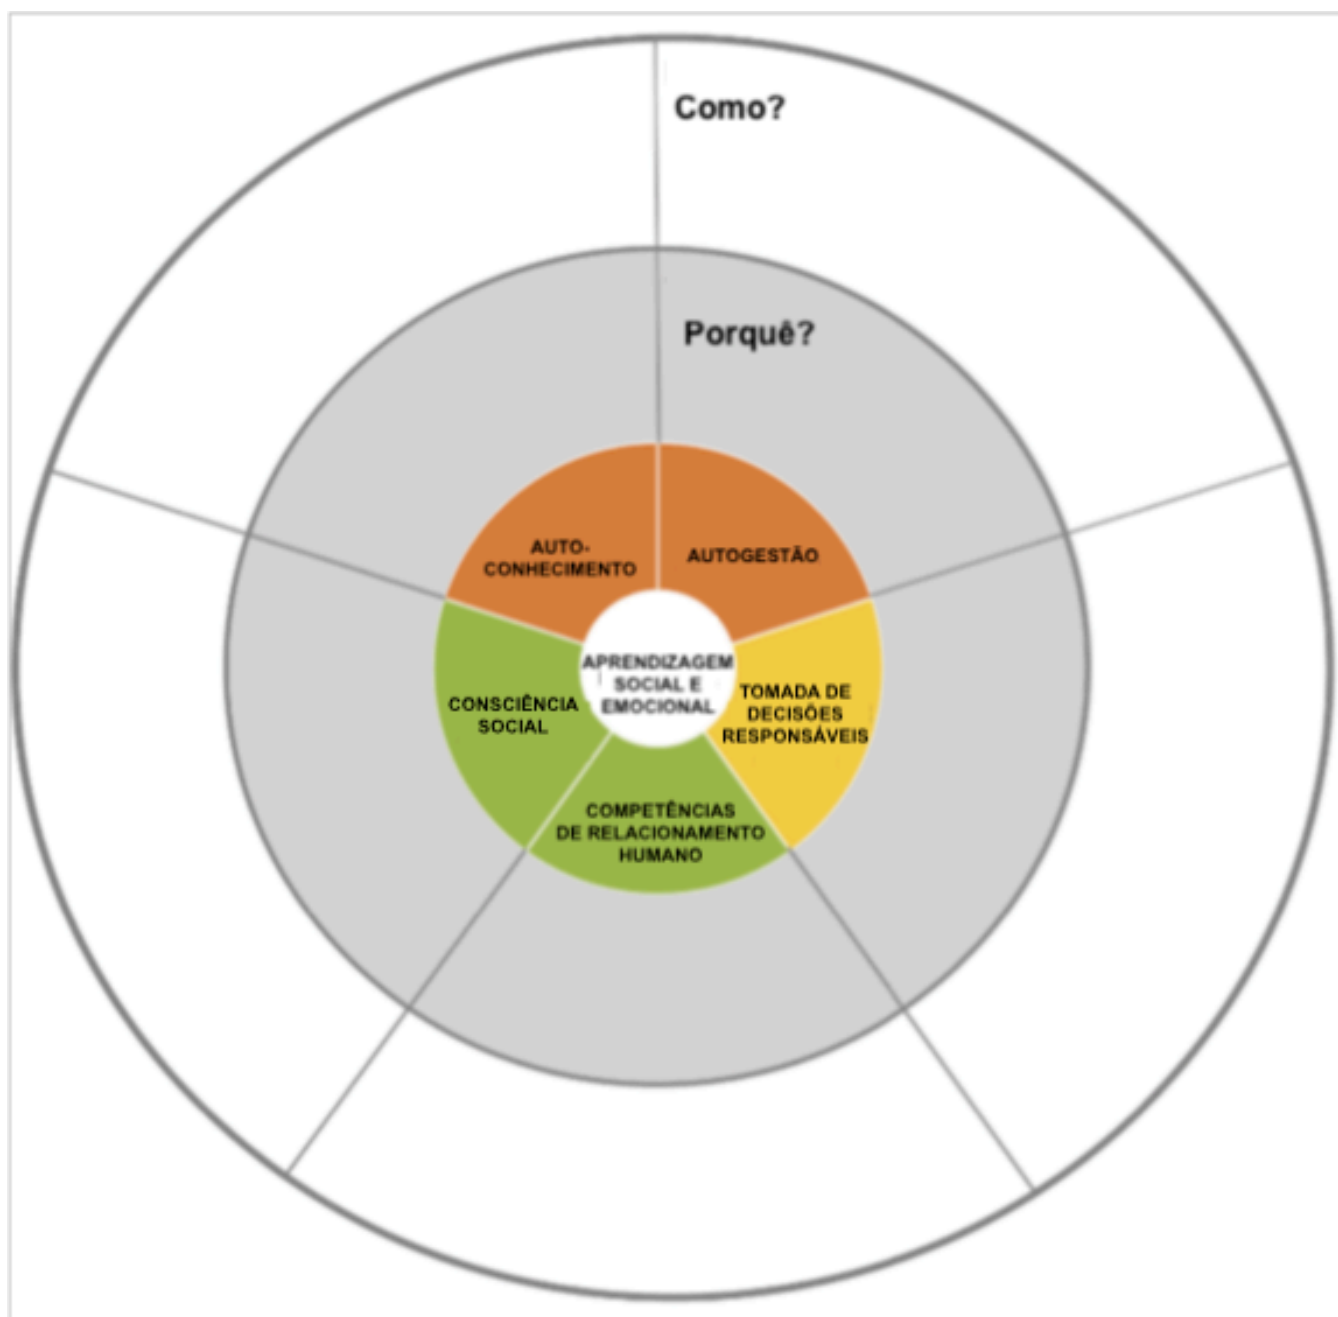 Como?
Porquê?
AUTO-
CONHECIMENTO
AUTOGESTÃO
APRENDIZAGEM
SOCIAL E
EMOCIONAL
CONSCIÊNCIA
SOCIAL
TOMADA DE
DECISÕES
RESPONSÁVEIS
COMPETÊNCIAS
DE RELACIONAMENTO
HUMANO